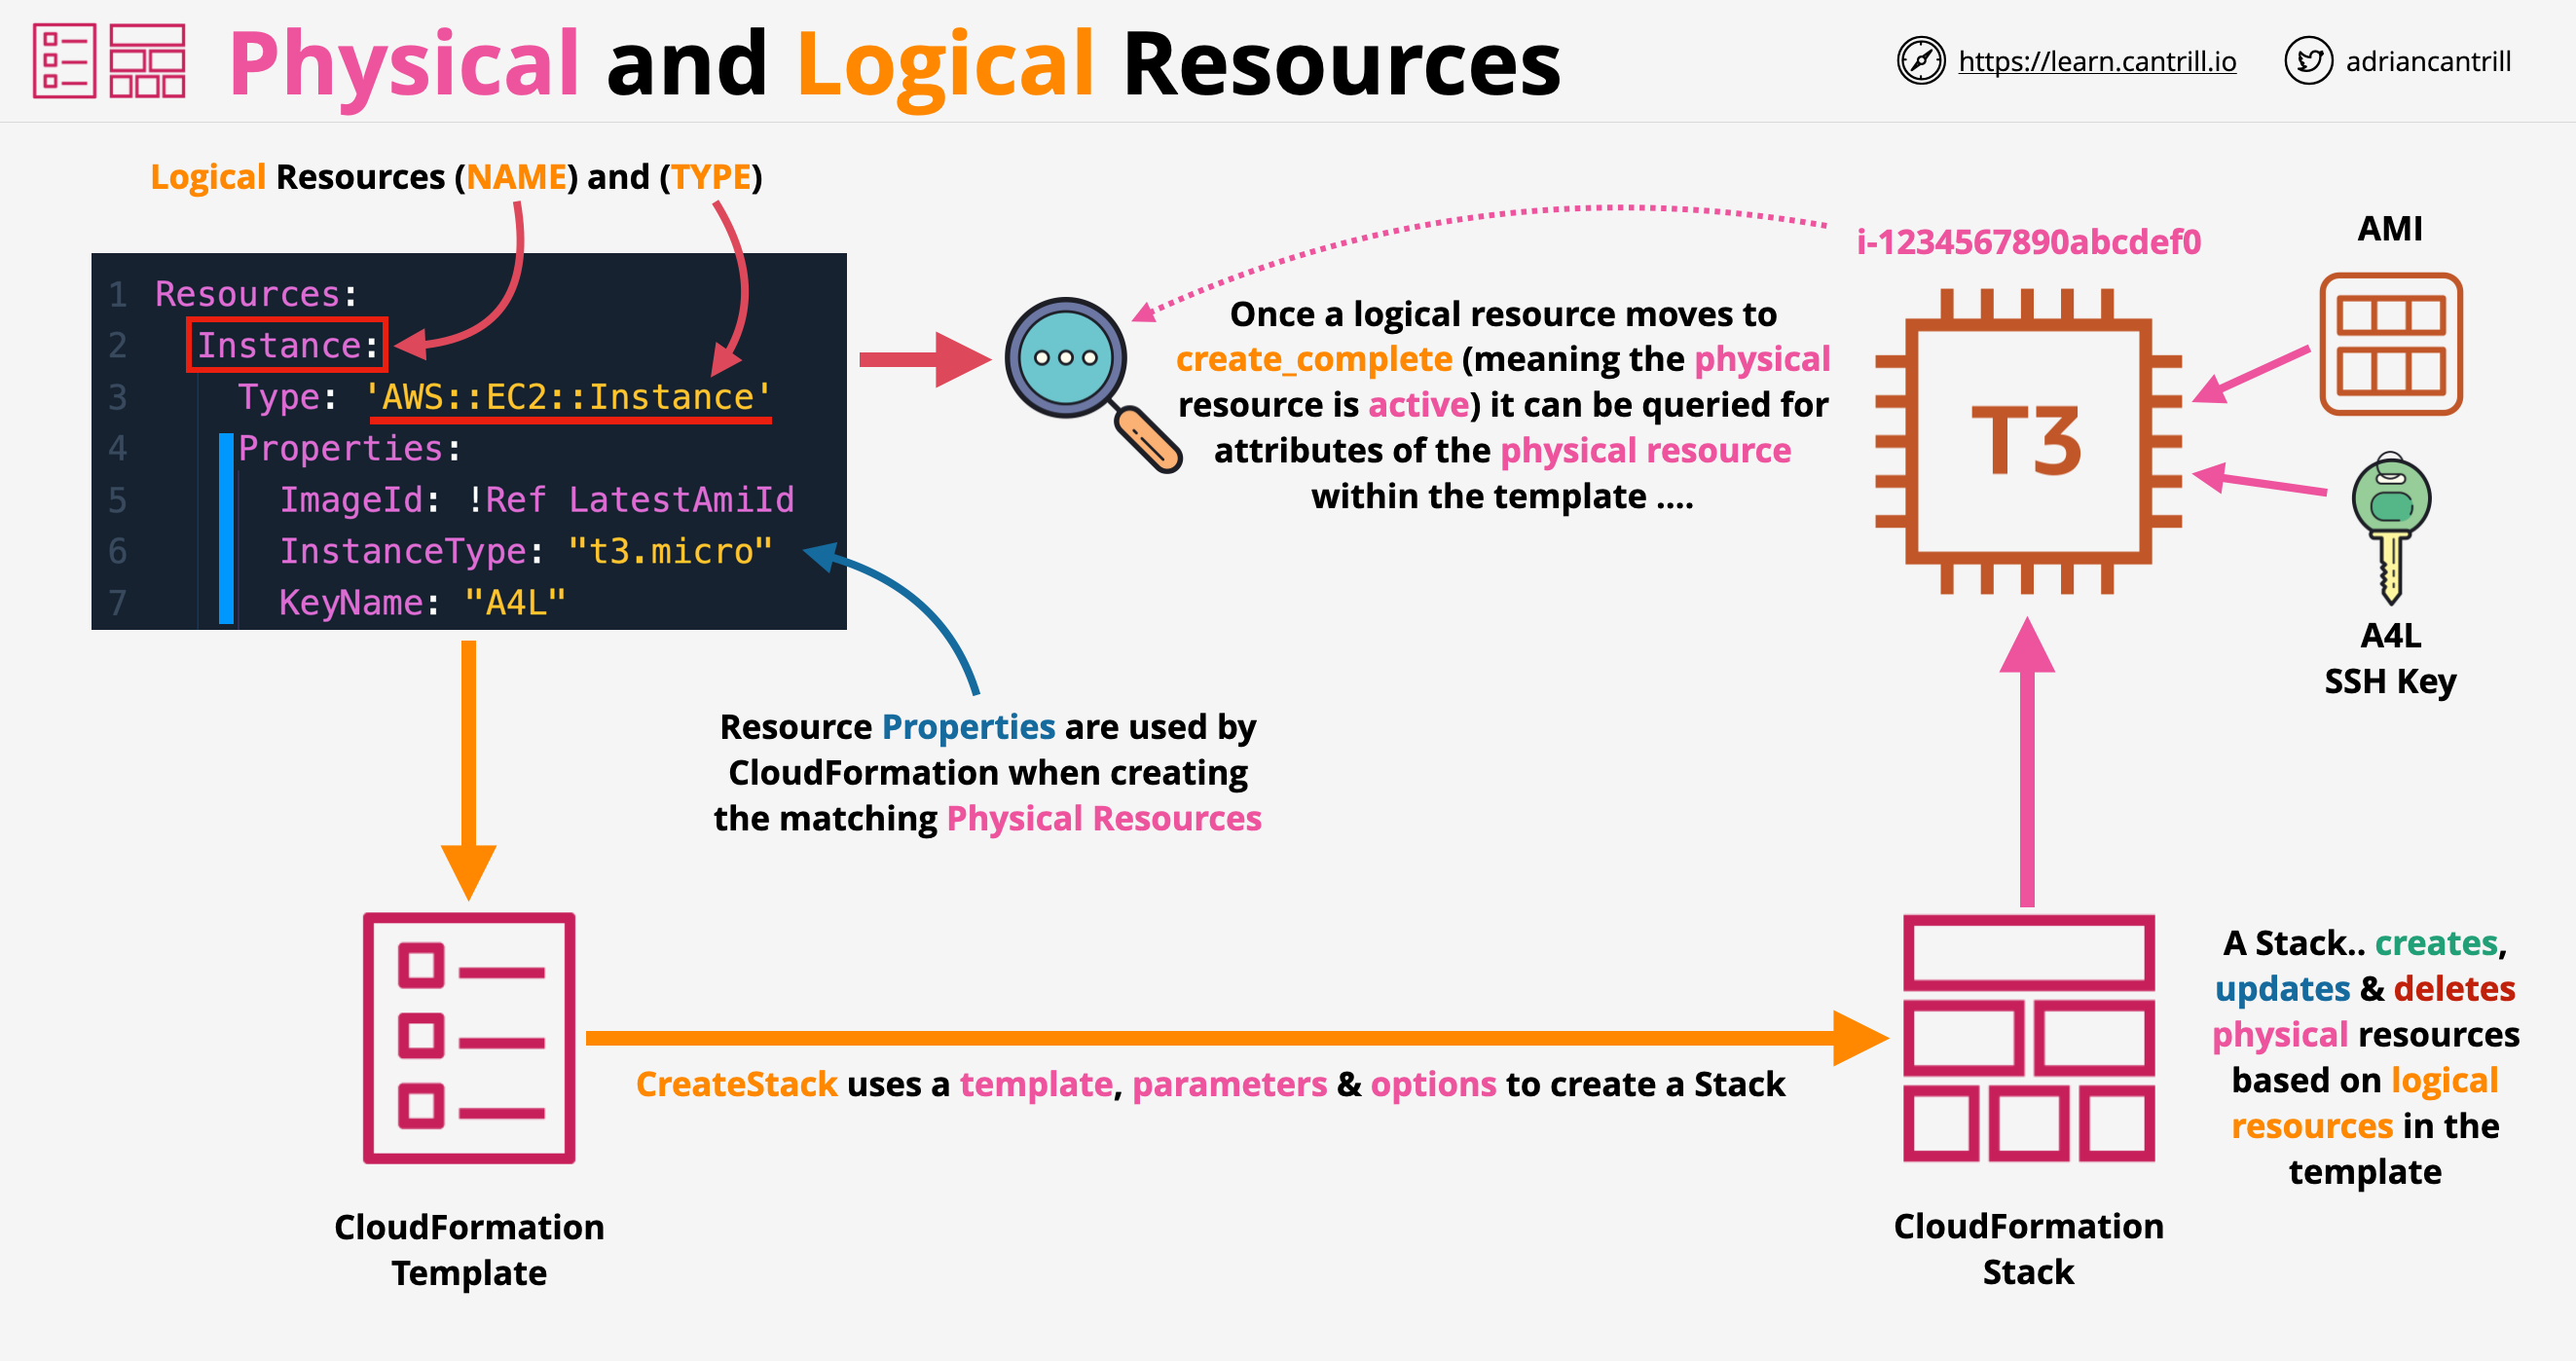 Physical and Logical Resources
https://learn.cantrill.io
adriancantrill
Logical Resources (NAME) and (TYPE)
1 Resources:
2 Instance:
3 Type: 'AWS::EC2::Instance'
4 Properties:
5 ImageId: !Ref LatestAmiId
6 InstanceType: "t3.micro"
7 KeyName: "A4L"
Once a logical resource moves to
create_complete (meaning the physical
resource is active) it can be queried for
attributes of the physical resource
within the template ....
i-1234567890abcdef0
T3
AMI
A4L
SSH Key
Resource Properties are used by
CloudFormation when creating
the matching Physical Resources
CloudFormation
Template
CreateStack uses a template, parameters & options to create a Stack
CloudFormation
Stack
A Stack.. creates,
updates & deletes
physical resources
based on logical
resources in the
template